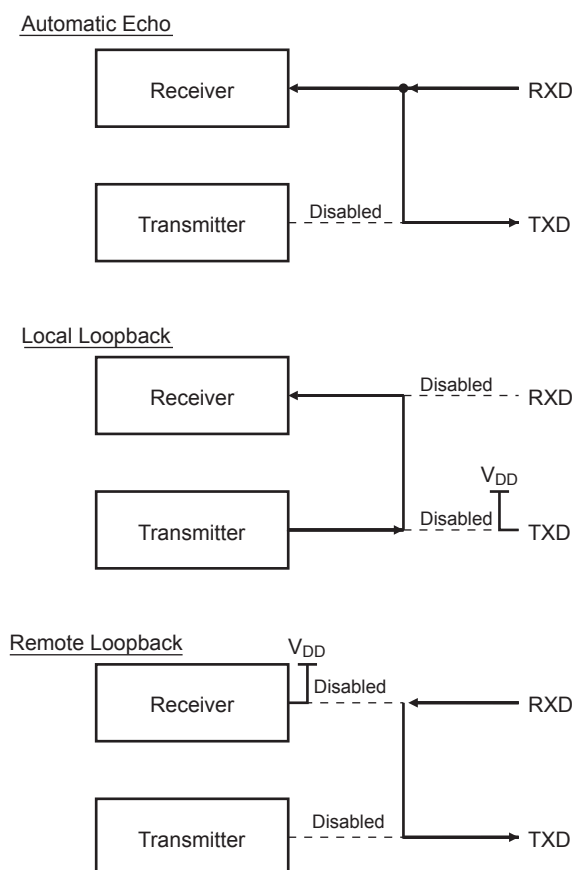 Automatic Echo
Receiver
RXD
Transmitter
Disabled
TXD
Local Loopback
Receiver
Disabled
RXD
VDD
Transmitter
Disabled
TXD
Remote Loopback
VDD
Receiver
Disabled
RXD
Transmitter
Disabled
TXD